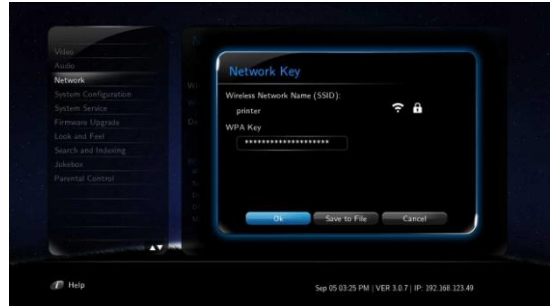 Video
Audio
Network
System Configuration
System Service
Firmware Upgrade
Look and Feel
Search and Indexing
Jukebox
Parental Control
Network Key
Wireless Network Name (SSID):
printer
WPA Key
********************
Ok
Save to File
Cancel
Help
Sep 05 03:25 PM | VER 3.0.7 | IP: 192.168.123.49